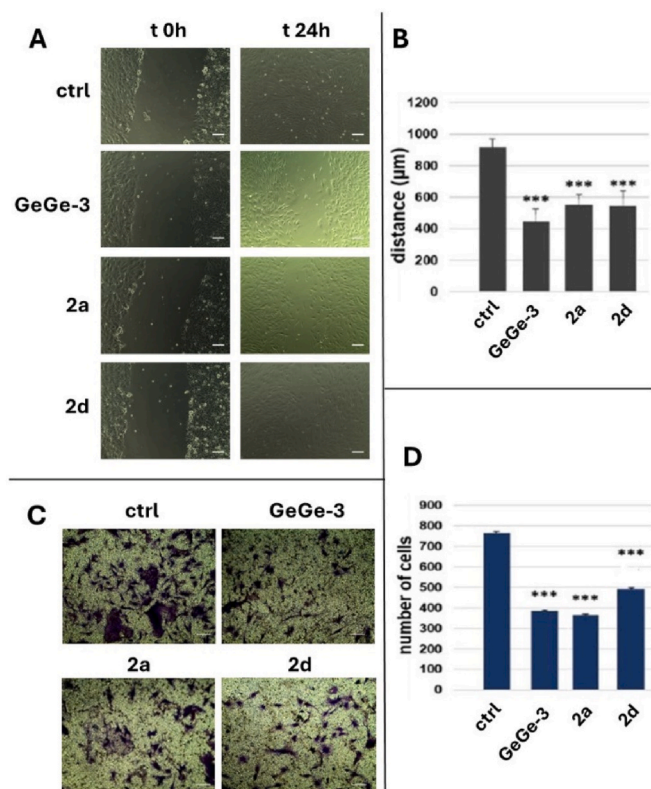 A
t 0h
t 24h
ctrl
GeGe-3
2a
2d
B
distance (µm)
1200
1000
800
600
400
200
0
***
***
***
ctrl
GeGe-3
2a
2d
C
ctrl
GeGe-3
2a
2d
D
number of cells
900
800
700
600
500
400
300
200
100
0
***
***
***
ctrl
GeGe-3
2a
2d